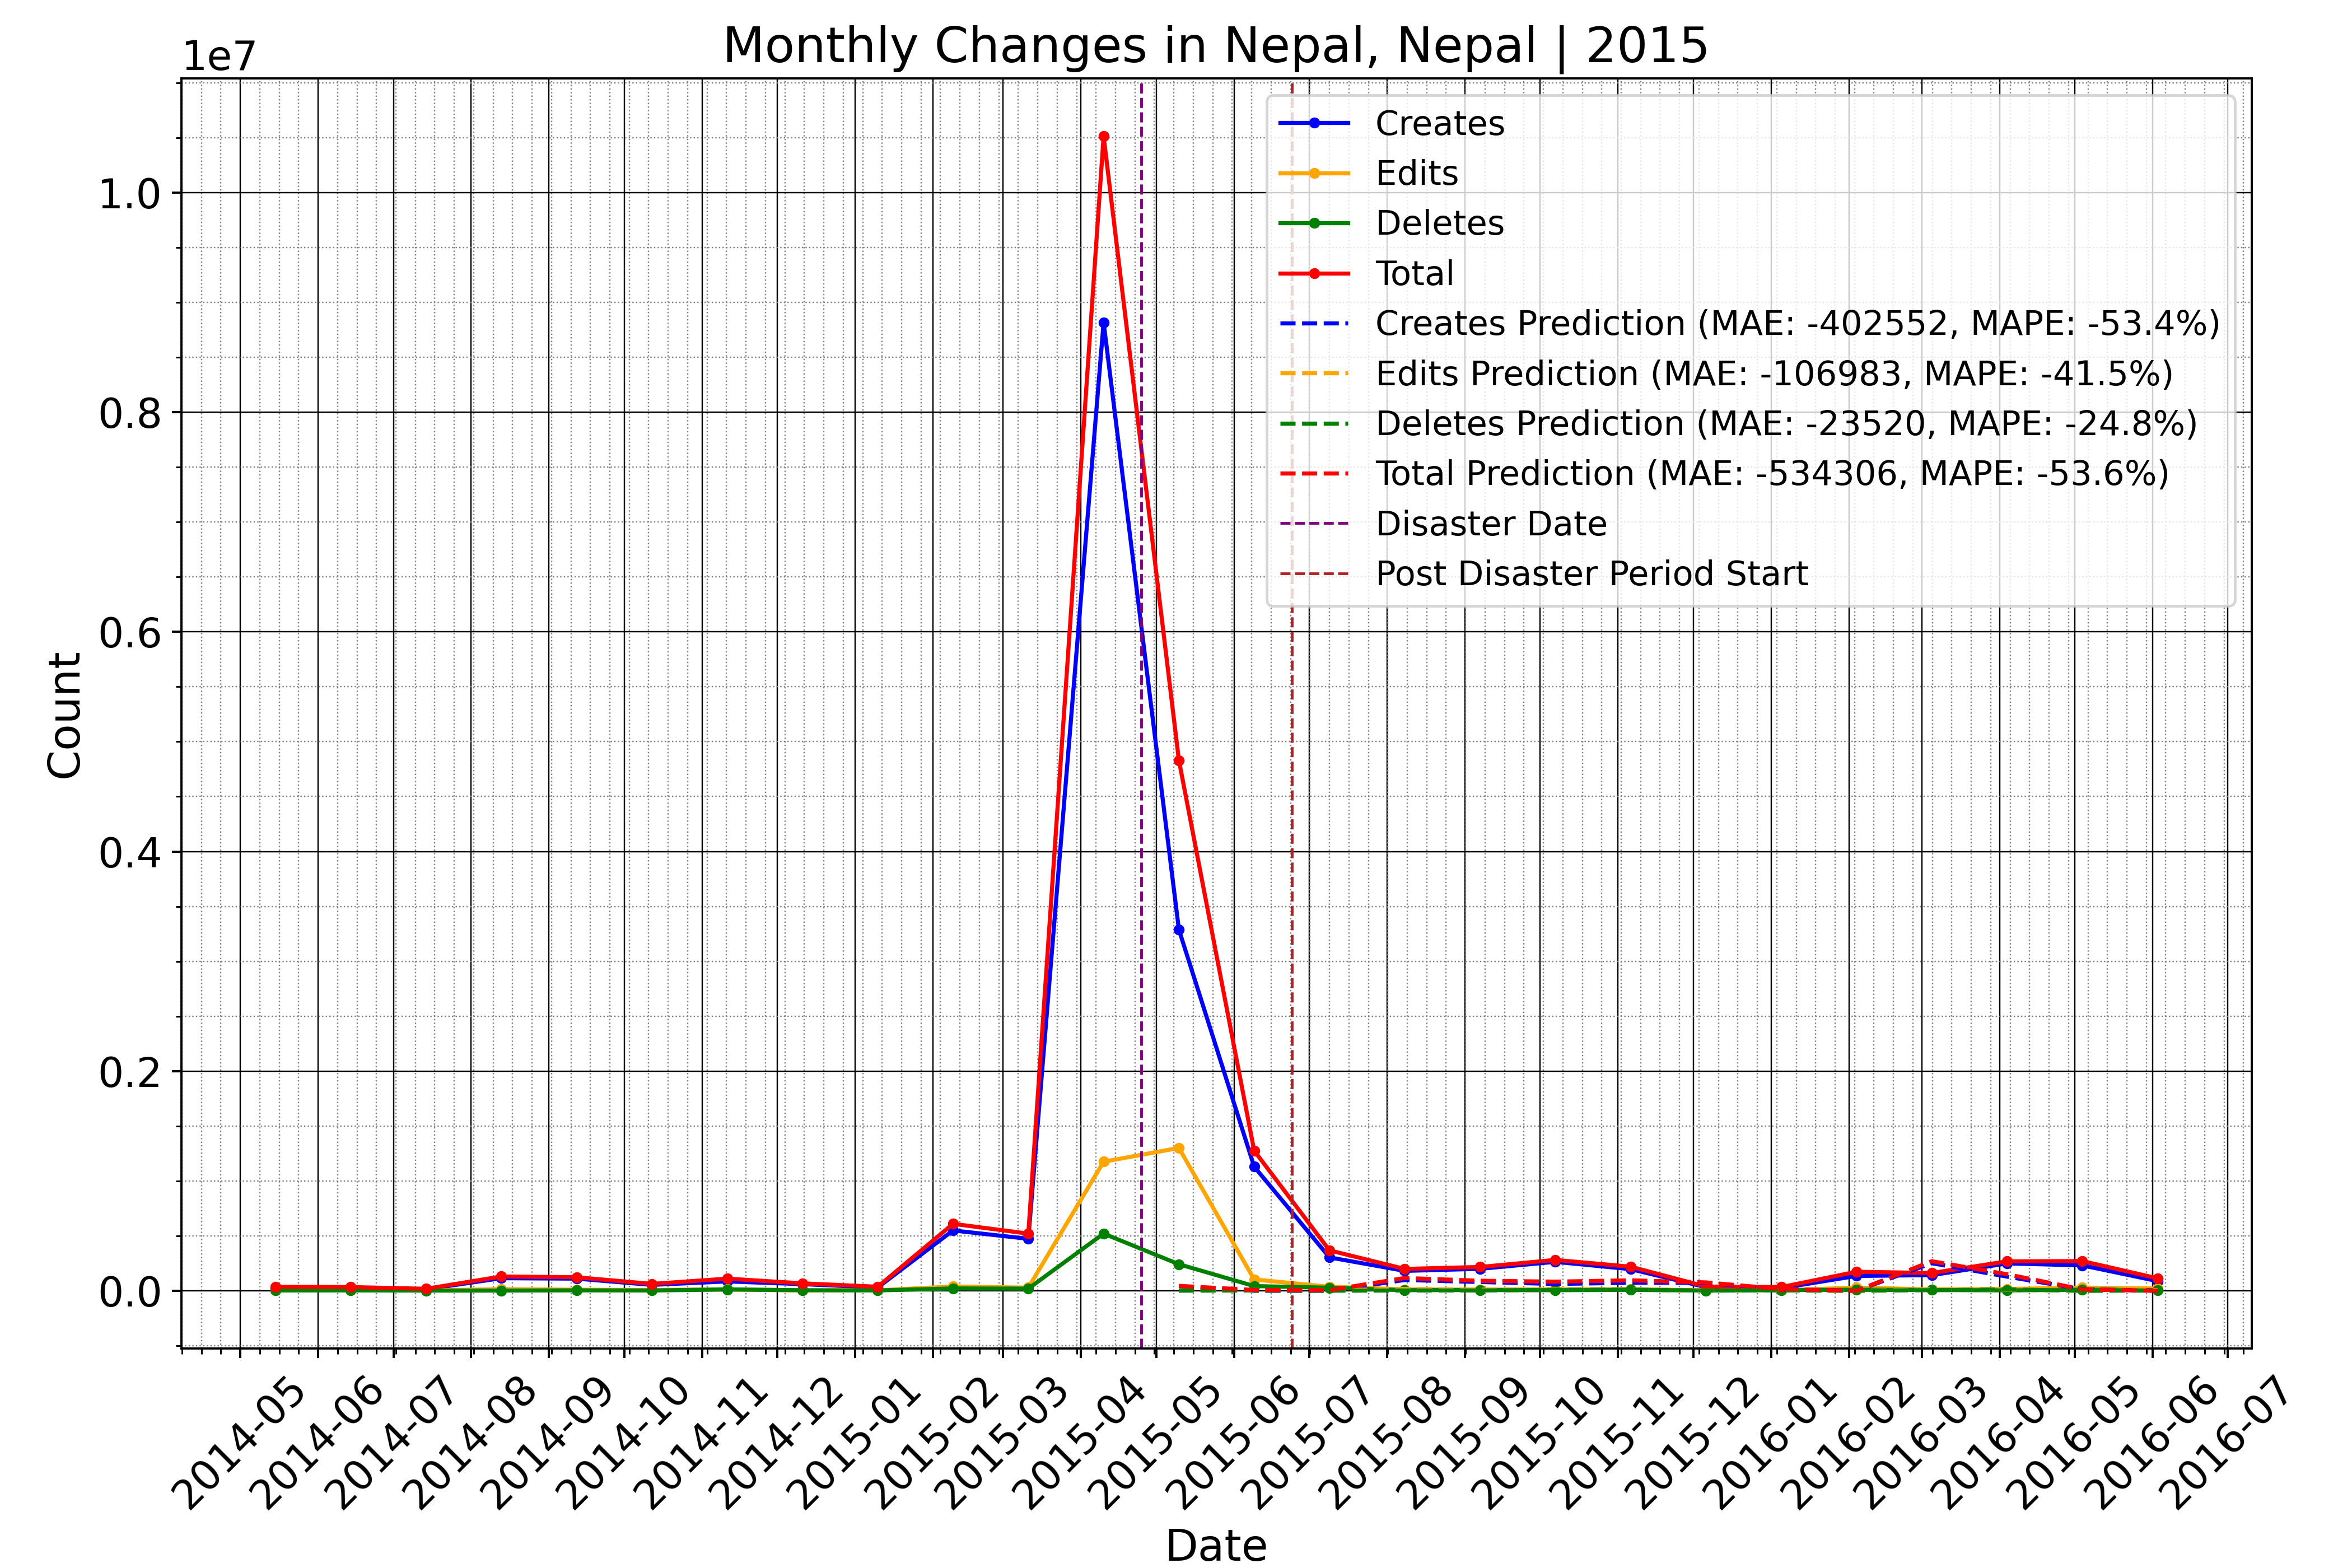 Monthly Changes in Nepal, Nepal | 2015
1e7
1.0
0.8
0.6
0.4
0.2
0.0
Count
Creates
Edits
Deletes
Total
Creates Prediction (MAE: -402552, MAPE: -53.4%)
Edits Prediction (MAE: -106983, MAPE: -41.5%)
Deletes Prediction (MAE: -23520, MAPE: -24.8%)
Total Prediction (MAE: -534306, MAPE: -53.6%)
Disaster Date
Post Disaster Period Start
2014-05
2014-06
2014-07
2014-08
2014-09
2014-10
2014-11
2014-12
2015-01
2015-02
2015-03
2015-04
2015-05
2015-06
2015-07
2015-08
2015-09
2015-10
2015-11
2015-12
2016-01
2016-02
2016-03
2016-04
2016-05
2016-06
2016-07
Date